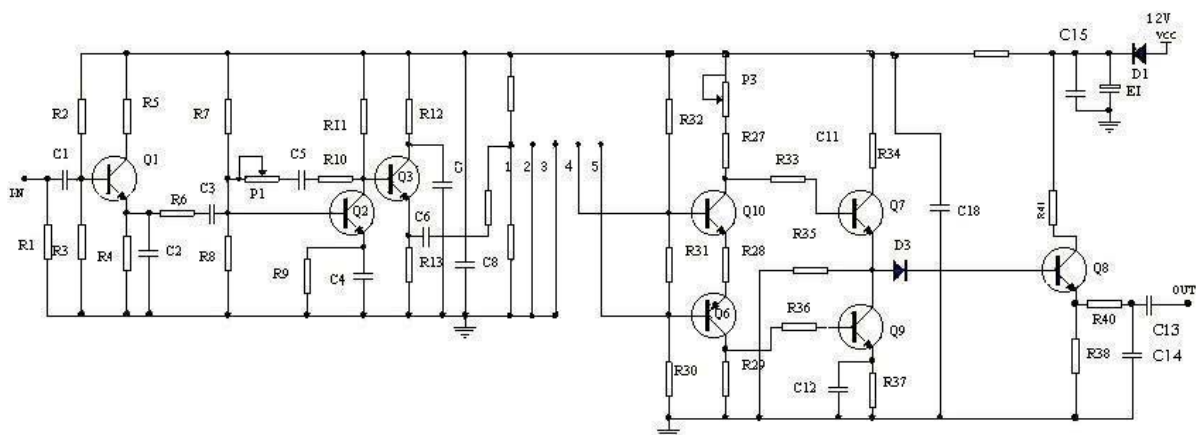 12V
C15
VCC
D1
EI
P3
R2
R5
R7
R11
R12
R32
R27
C11
R33
R34
C1
Q1
C5
R10
Q3
C7
1 2 3 4 5
IN
P1
R6
C3
Q2
C6
Q10
Q7
C18
R41
R1
R3
R4
C2
R8
R9
C4
R13
C8
R31
R28
R35
D3
Q8
Q6
R36
Q9
OUT
R40
C13
R30
R29
C12
R37
R38
C14